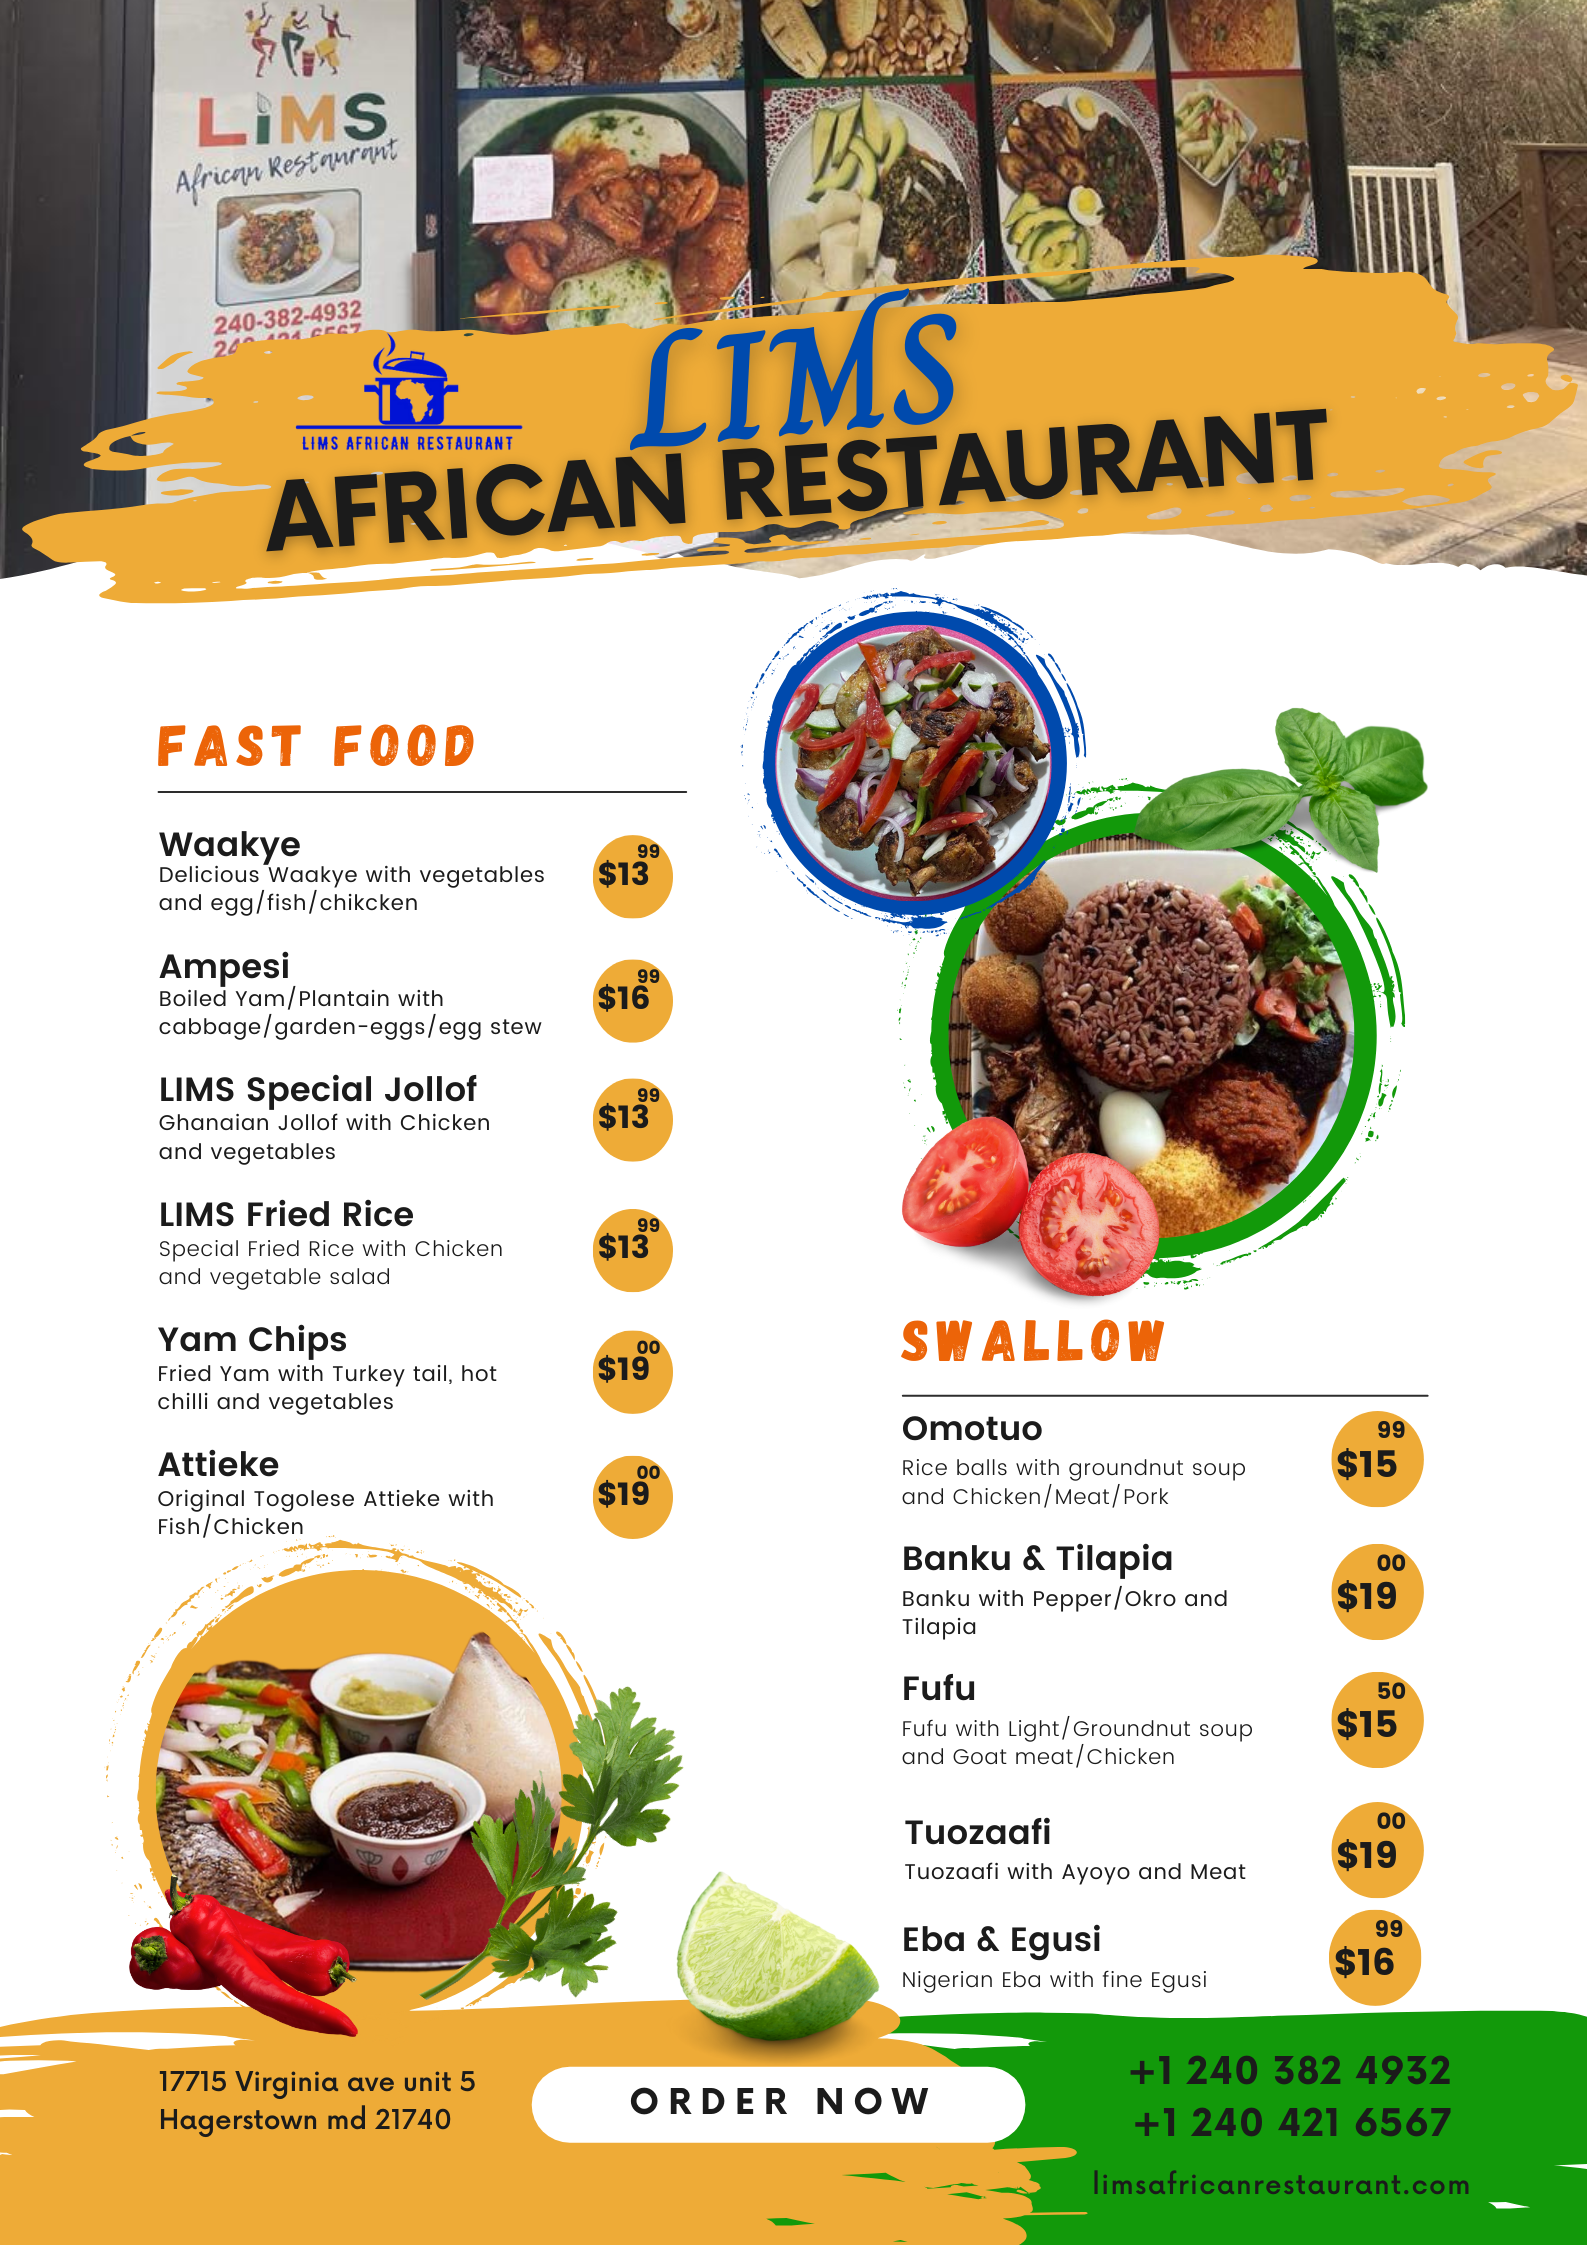 LiMS
African Restaurant
240-382-4932
LIMS AFRICAN RESTAURANT
LIMS
AFRICAN RESTAURANT
FAST FOOD
Waakye
Delicious Waakye with vegetables
and egg/fish/chikcken
$13 99
Ampesi
Boiled Yam/Plantain with
cabbage/garden-eggs/egg stew
$16 99
LIMS Special Jollof
Ghanaian Jollof with Chicken
and vegetables
$13 99
LIMS Fried Rice
Special Fried Rice with Chicken
and vegetable salad
$13 99
Yam Chips
Fried Yam with Turkey tail, hot
chilli and vegetables
$19 00
Attieke
Original Togolese Attieke with
Fish/Chicken
$19 00
SWALLOW
Omotuo
Rice balls with groundnut soup
and Chicken/Meat/Pork
$15 99
Banku & Tilapia
Banku with Pepper/Okro and
Tilapia
$19 00
Fufu
Fufu with Light/Groundnut soup
and Goat meat/Chicken
$15 50
Tuozaafi
Tuozaafi with Ayoyo and Meat
$19 00
Eba & Egusi
Nigerian Eba with fine Egusi
$16 99
17715 Virginia ave unit 5
Hagerstown md 21740
ORDER NOW
+1 240 382 4932
+1 240 421 6567
limsafricanrestaurant.com